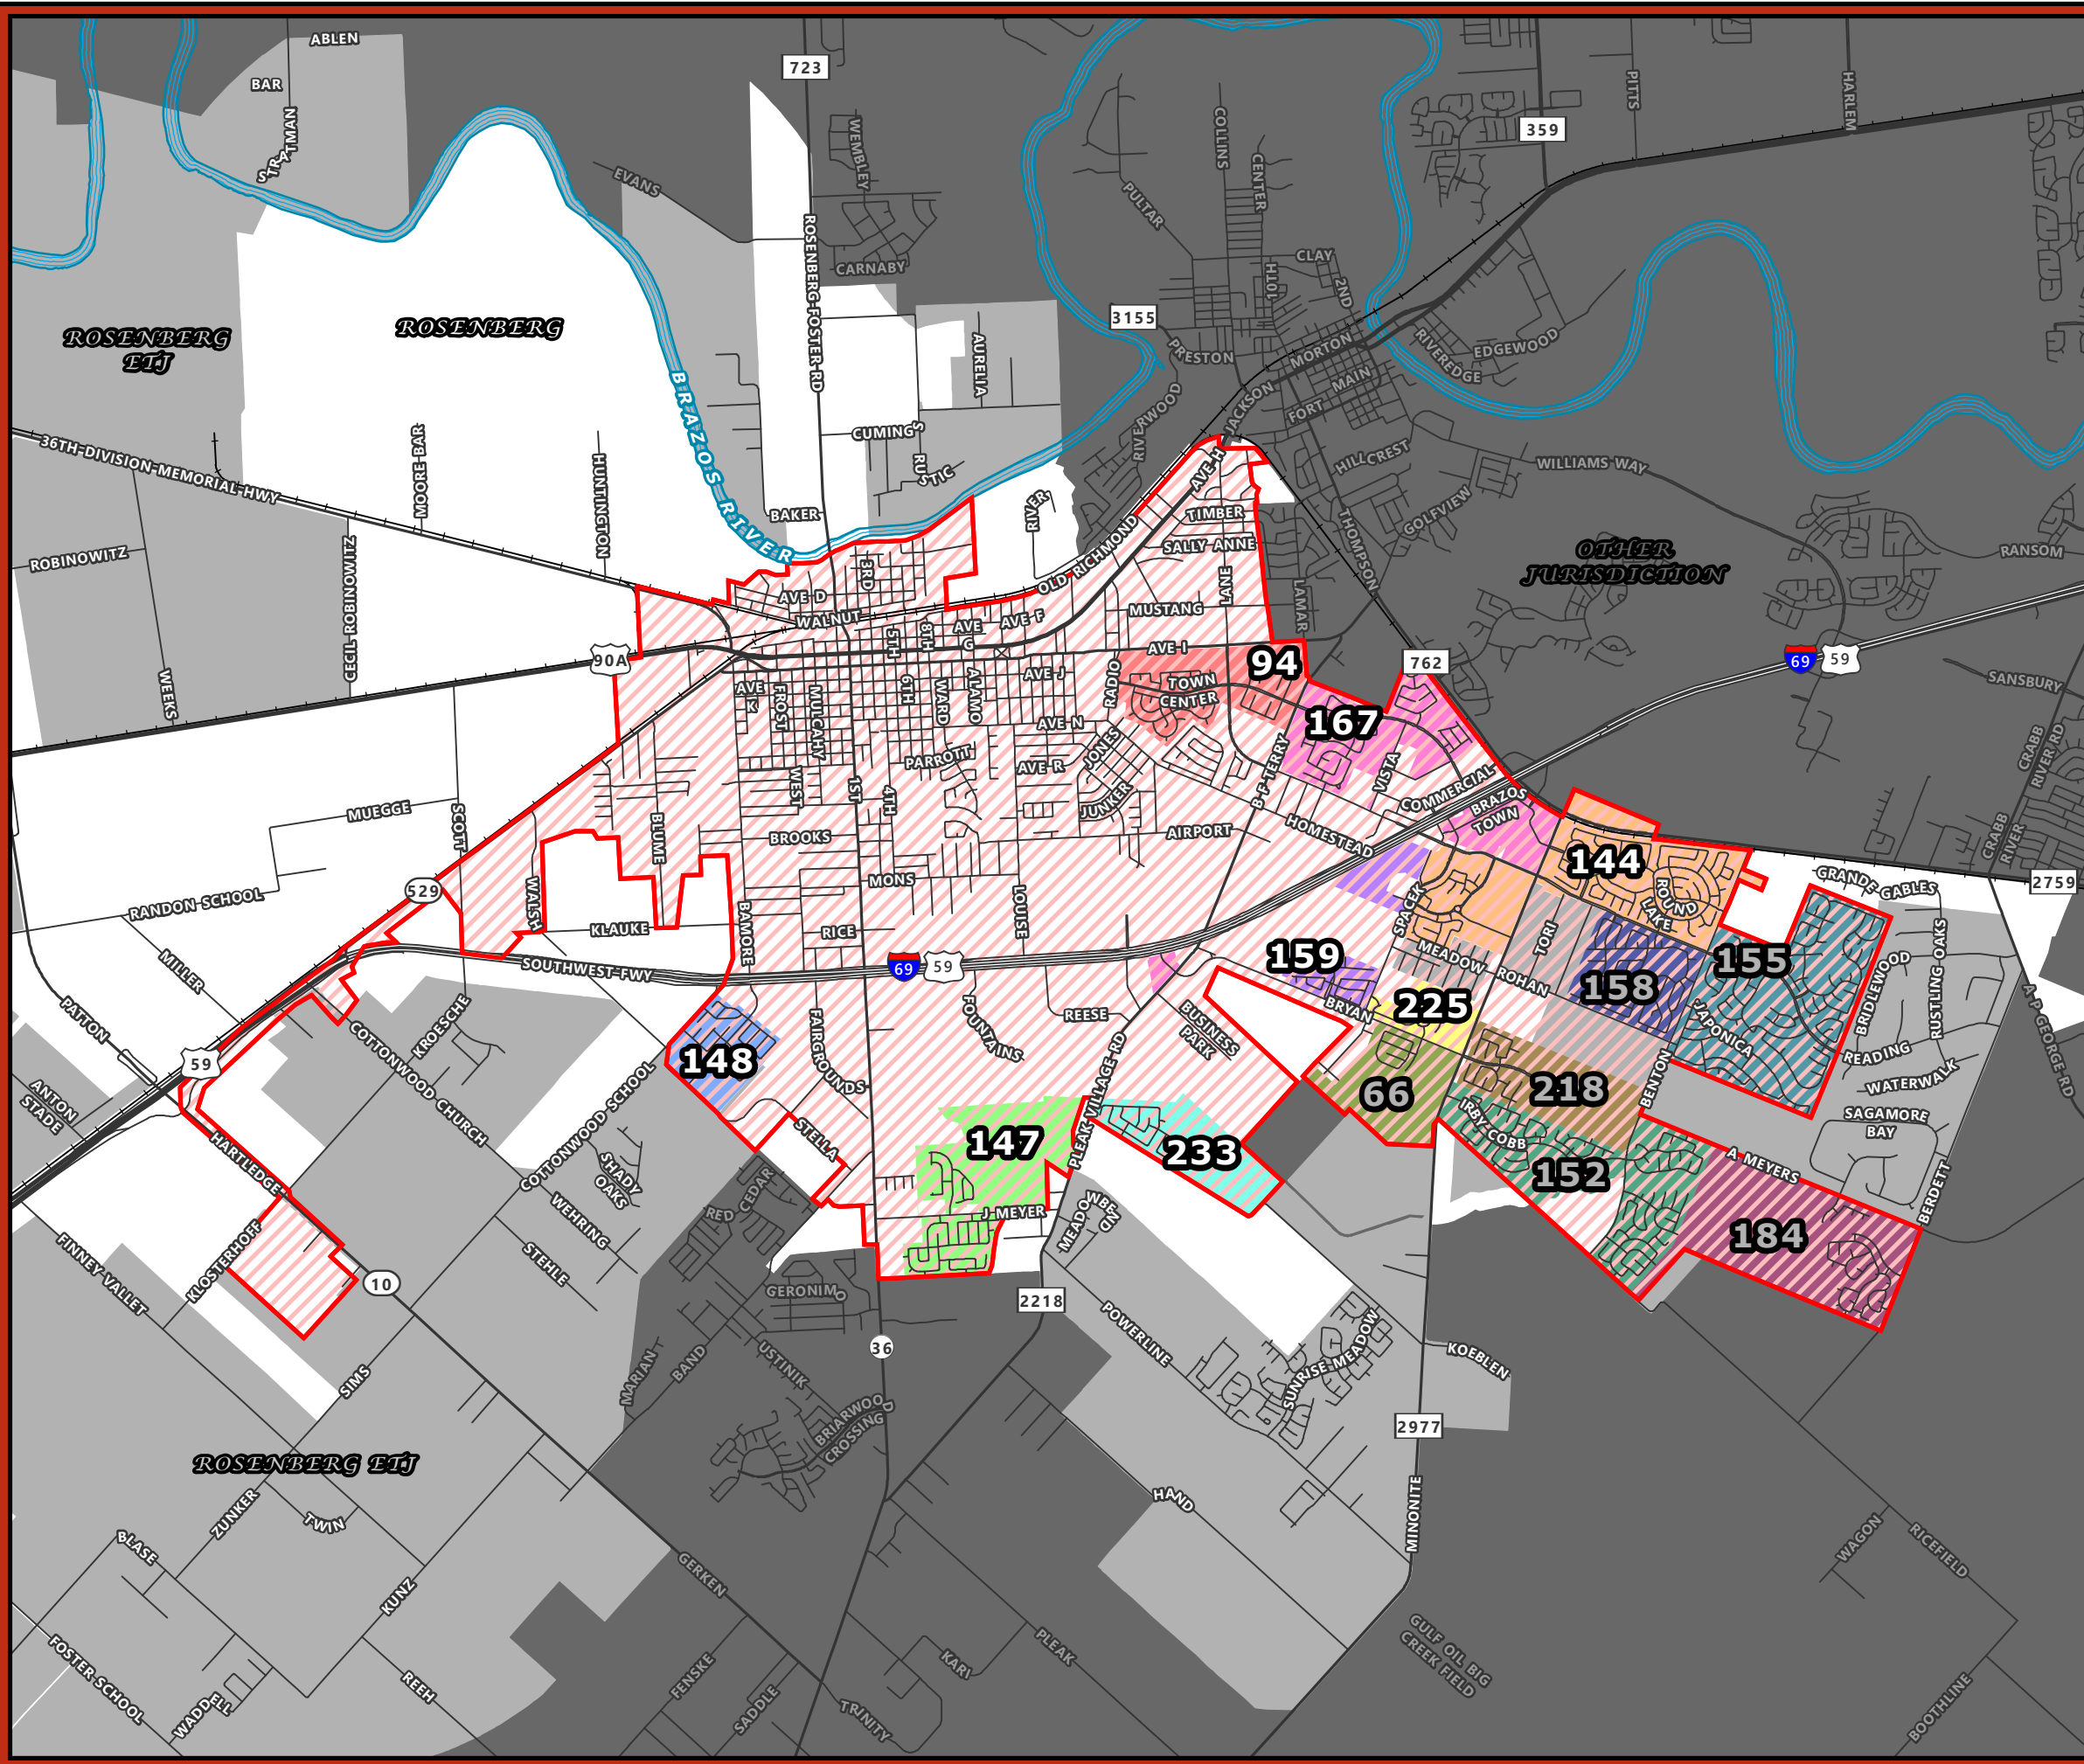 ABLEN
BAR
STRATMAN
723
WEMBLEY
EVANS
ROSENBERG-FOSTER RD
CARNABY
COLLINS
CENTER
PULTAR
CLAY
10TH
2ND
359
PITTS
HARLEM
ROSENBERG
ETJ
ROSENBERG
BRAZOS RIVER
3155
PRESTON
MORTON
MAIN
FORT
JACKSON
RIVERWOOD
RIVEREDGE
EDGEWOOD
AURELIA
CUMINGS
RUSTIC
BAKER
RIVER
36TH-DIVISION-MEMORIAL-HWY
MOORE BAR
HUNTINGTON
ROBINOWITZ
CECIL-ROBINOWITZ
WEEKS
90A
HILLCREST
WILLIAMS WAY
GOLFVIEW
THOMPSON
OTHER
JURISDICTION
RANSOM
SANSBURY
CRABB
RIVER RD
CRABB
RIVER
AVE-H
TIMBER
SALLY-ANNE
LANE
LAMAR
OLD RICHMOND
MUSTANG
3RD
AVE-D
WALNUT
5TH
8TH
AVE
G
AVE-F
AVE-I
AVE-J
AVE
K
FROST
MULCAHY
6TH
WARD
ALAMO
AVE-N
RADIO
TOWN
CENTER
94
167
762
69
59
PARROTT
AVE-R
JONES
JUNKER
WEST
1ST
4TH
B-F-TERRY
VISTA
COMMERCIAL
BRAZOS
TOWN
HOMESTEAD
AIRPORT
BROOKS
BLUME
MONS
LOUISE
MUEGGE
SCOTT
529
WALSH
KLAUKE
RANDON-SCHOOL
MILLER
PATTON
BAMORE
RICE
SOUTHWEST-FWY
69
59
144
ROUND
LAKE
GRANDE-GABLES
2759
SPACEK
TORI
MEADOW
ROHAN
159
155
158
225
BRYAN
SAPONICA
BRIDLEWOOD
RUSTLING OAKS
READING
WATERWALK
SAGAMORE
BAY
A P GEORGE-RD
REESE
FOUNTAINS
BUSINESS
PARK
148
FAIRGROUNDS
59
ANTON
STADE
COTTONWOOD CHURCH
KROESCHE
COTTONWOOD SCHOOL
HARTLEDGE
STELLA
147
PLEAK VILLAGE RD
233
66
218
BENTON
IRBY-COBB
152
A-MEYERS
184
BERDETT
J-MEYER
SHADY
OAKS
WEHRING
STEHLE
RED CEDAR
KLOSTERHOFF
FINNEY-VALLET
10
GERONIMO
2218
36
POWERLINE
SUNRISE MEADOW
KOEBLEN
2977
MINONITE
MARIAN
BAND
USTINIK
BRIARWOOD
CROSSING
SIMS
ROSENBERG ETJ
ZUNKER
TWIN
BLASE
KUNZ
GERKEN
HAND
WAGON
RICEFIELD
GULF OIL BIG
CREEK FIELD
FOSTER-SCHOOL
WADDELL
REEH
FENSKE
SADDLE
KARI
PLEAK
TRINITY
BOOTHLINE